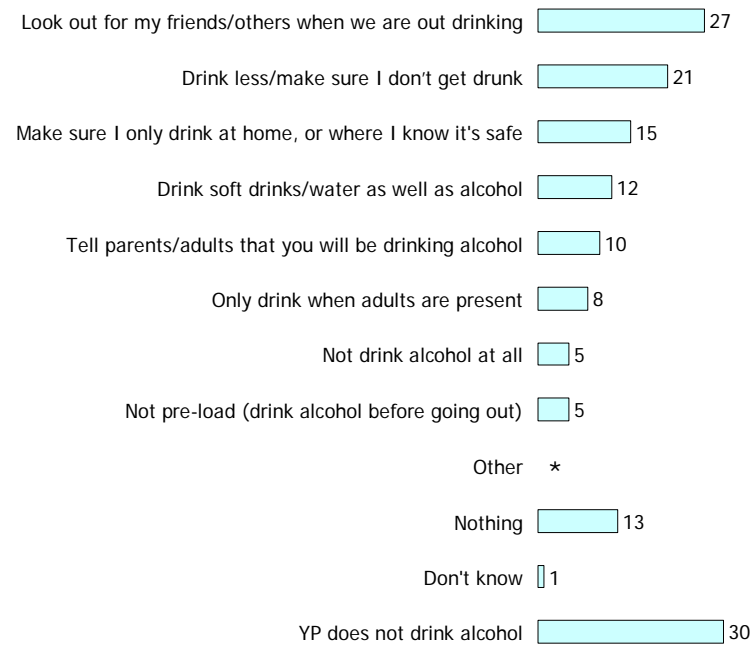 Look out for my friends/others when we are out drinking 27
Drink less/make sure I don't get drunk 21
Make sure I only drink at home, or where I know it's safe 15
Drink soft drinks/water as well as alcohol 12
Tell parents/adults that you will be drinking alcohol 10
Only drink when adults are present 8
Not drink alcohol at all 5
Not pre-load (drink alcohol before going out) 5
Other *
Nothing 13
Don't know 1
YP does not drink alcohol 30